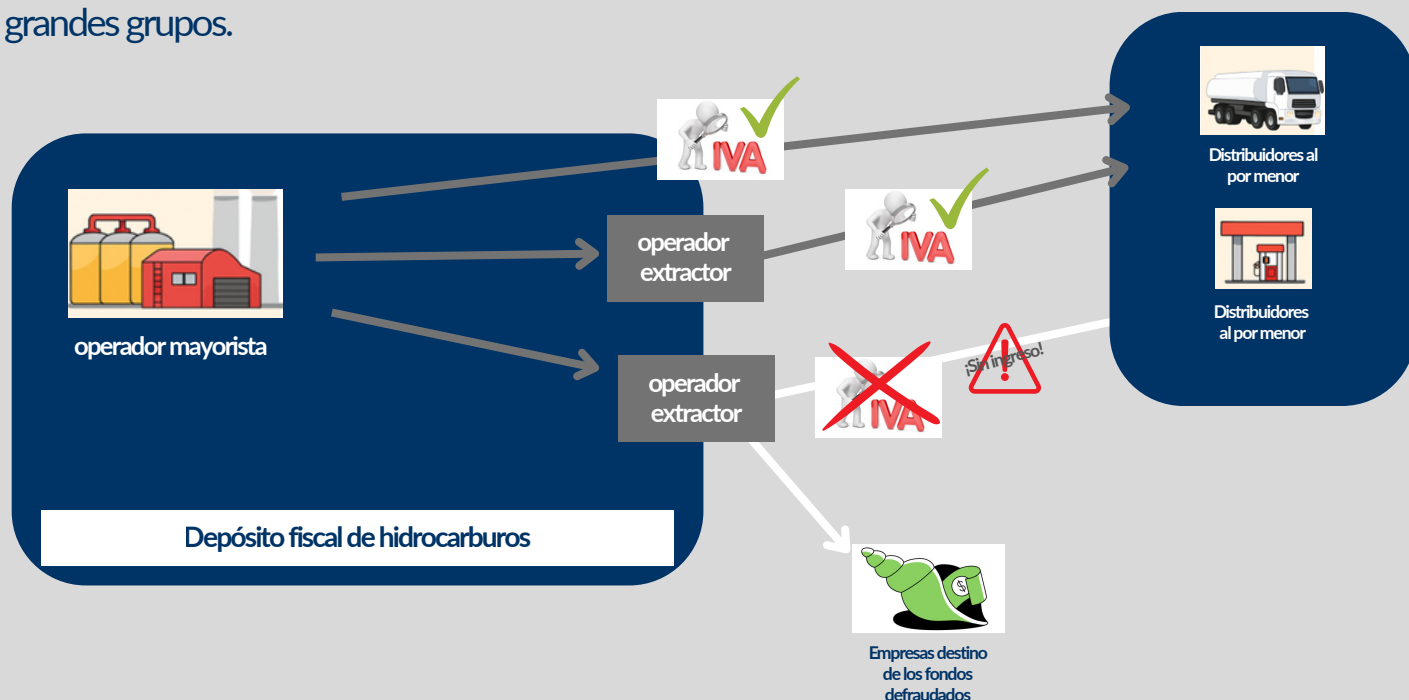 grandes grupos.
IVA
Distribuidores al
por menor
IVA
operador
extractor
operador mayorista
Distribuidores
al por menor
¡Sin ingreso!
operador
extractor
IVA
Depósito fiscal de hidrocarburos
$
Empresas destino
de los fondos
defraudados